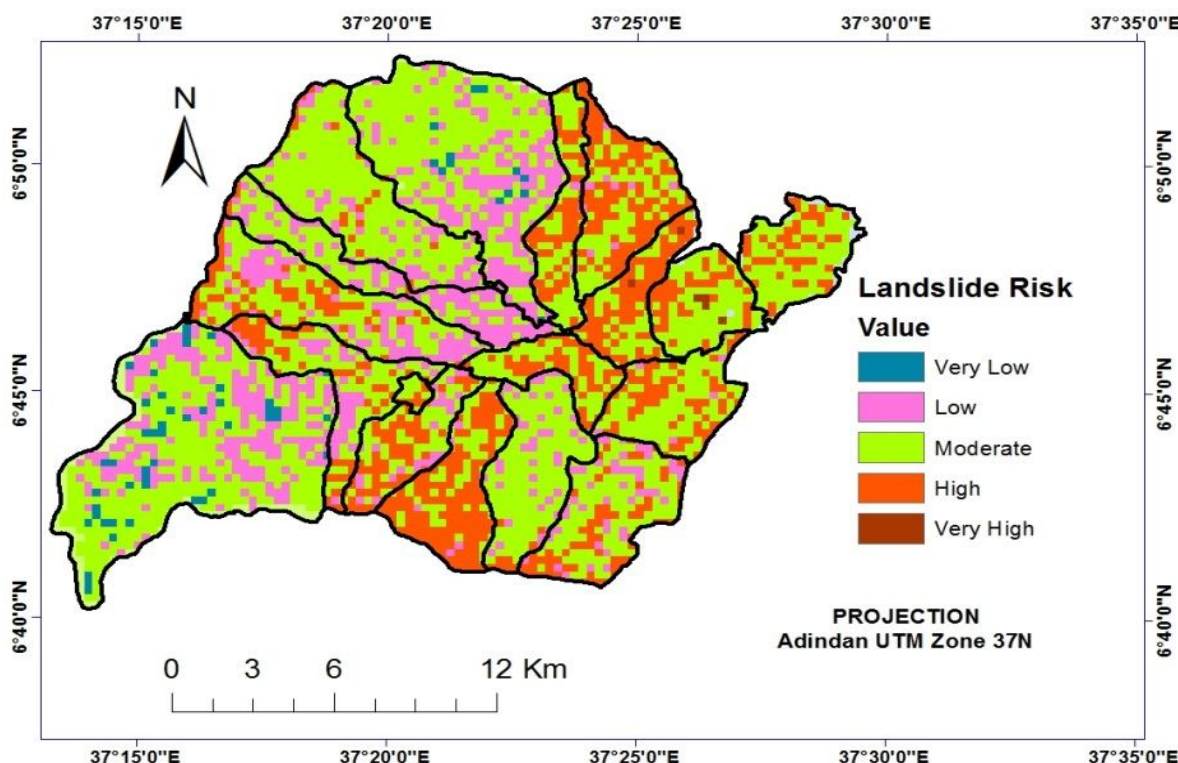 37°15'0"E 37°20'0"E 37°25'0"E 37°30'0"E 37°35'0"E
N
6°50'0"N 6°50'0"N
Landslide Risk
Value
Very Low
6°45'0"N 6°45'0"N
Low
Moderate
High
Very High
PROJECTION
Adindan UTM Zone 37N
6°40'0"N 6°40'0"N
0 3 6 12 Km
37°15'0"E 37°20'0"E 37°25'0"E 37°30'0"E 37°35'0"E